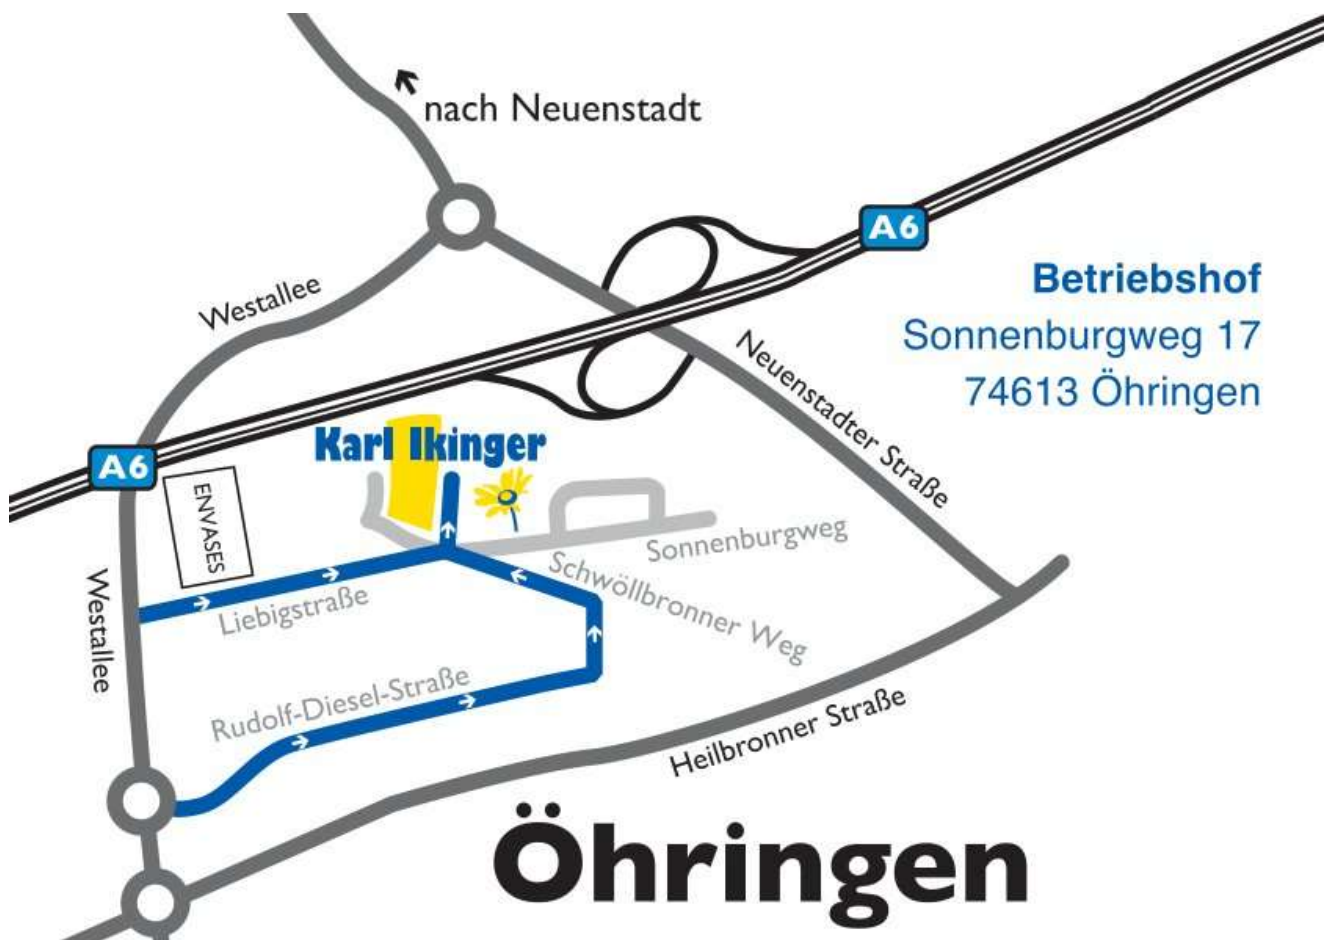 nach Neuenstadt
A6
Westallee
Betriebshof
Sonnenburgweg 17
74613 Öhringen
Neuenstadter Straße
Karl Ikinger
A6
ENVASES
Sonnenburgweg
Schwöllbronner Weg
Liebigstraße
Westallee
Rudolf-Diesel-Straße
Heilbronner Straße
Öhringen